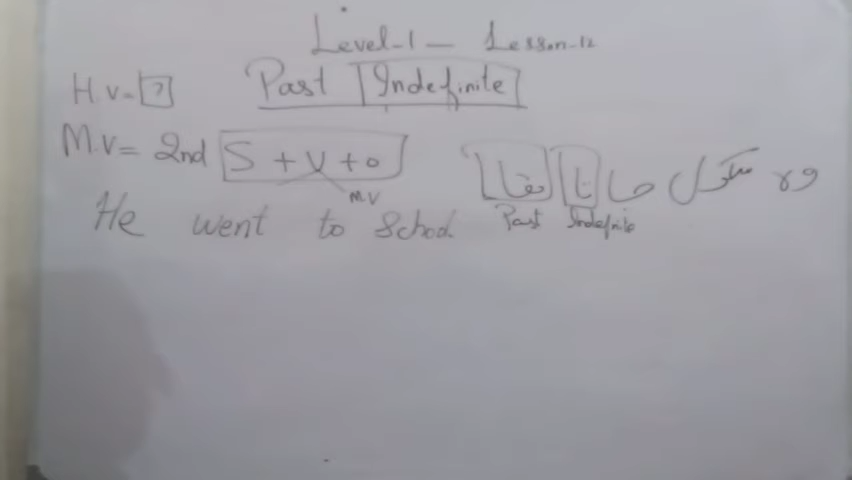 Level-1 - Lesson-12
H.v=? Past Indefinite
M.V= 2nd S + V + o
M.V
وہ سکول جاتا تھا
Past Indefinite
He went to School.